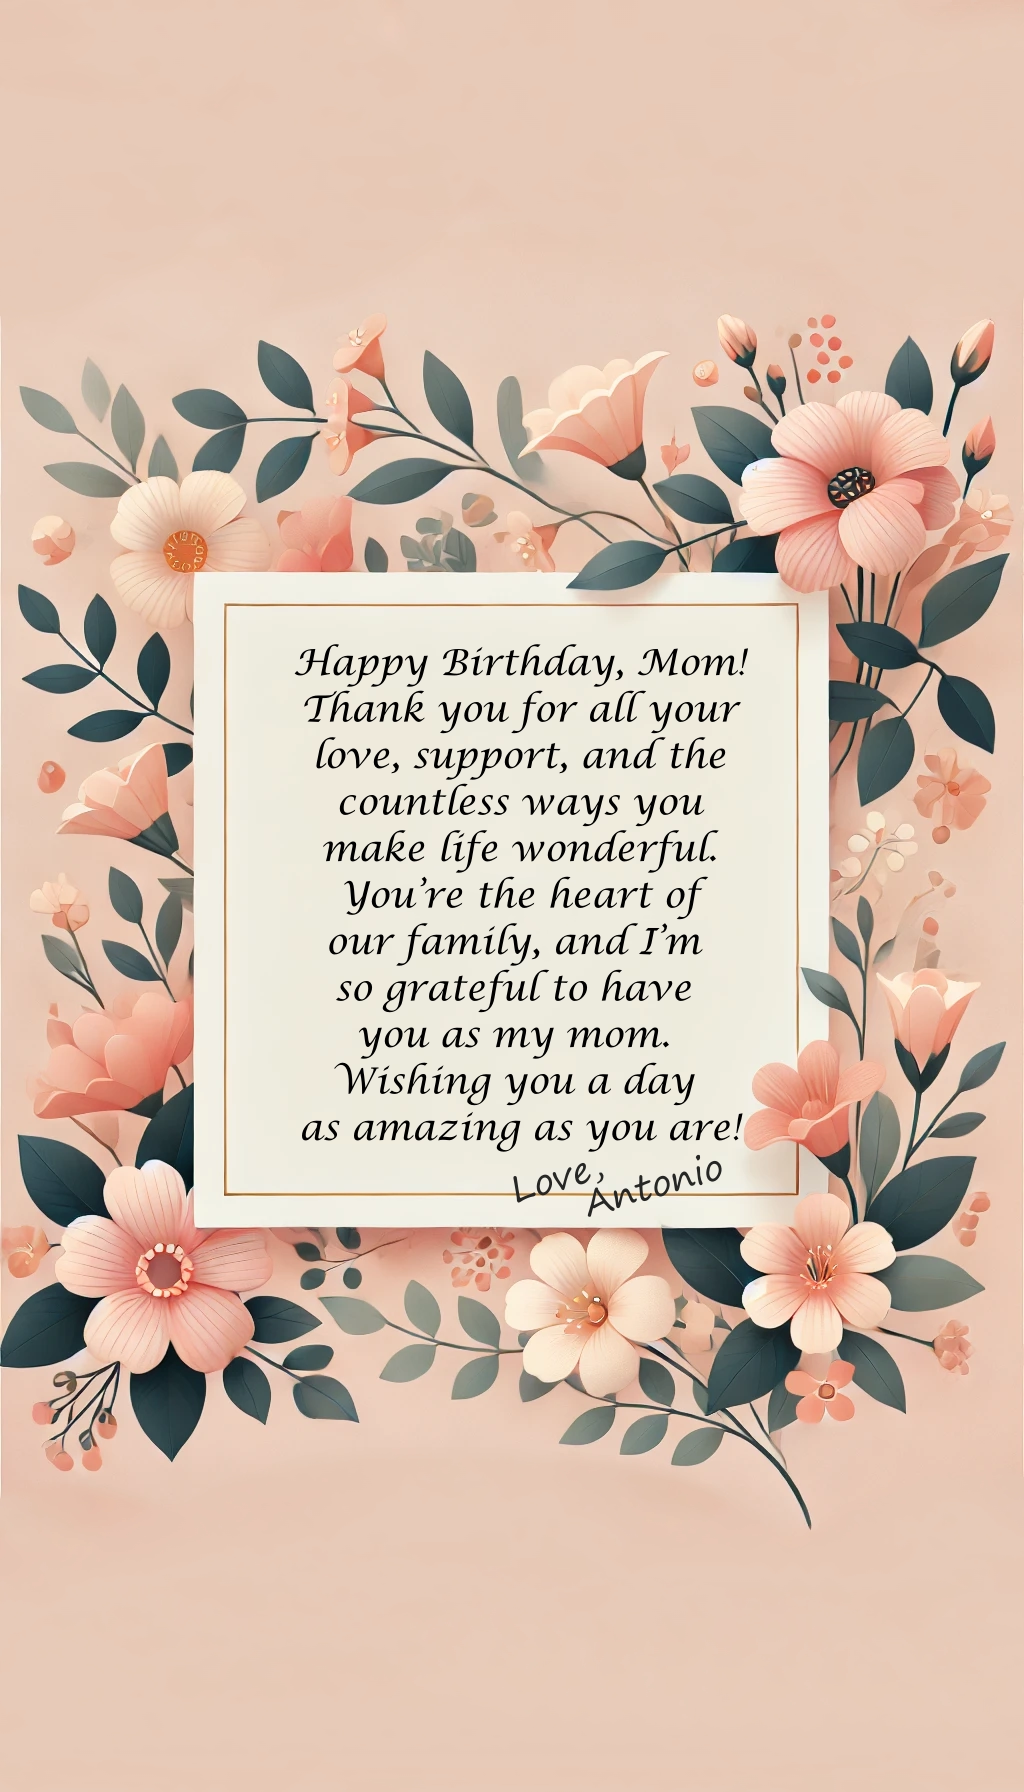 Happy Birthday, Mom!
Thank you for all your
love, support, and the
countless ways you
make life wonderful.
You’re the heart of
our family, and I’m
so grateful to have
you as my mom.
Wishing you a day
as amazing as you are!
Love,
Antonio